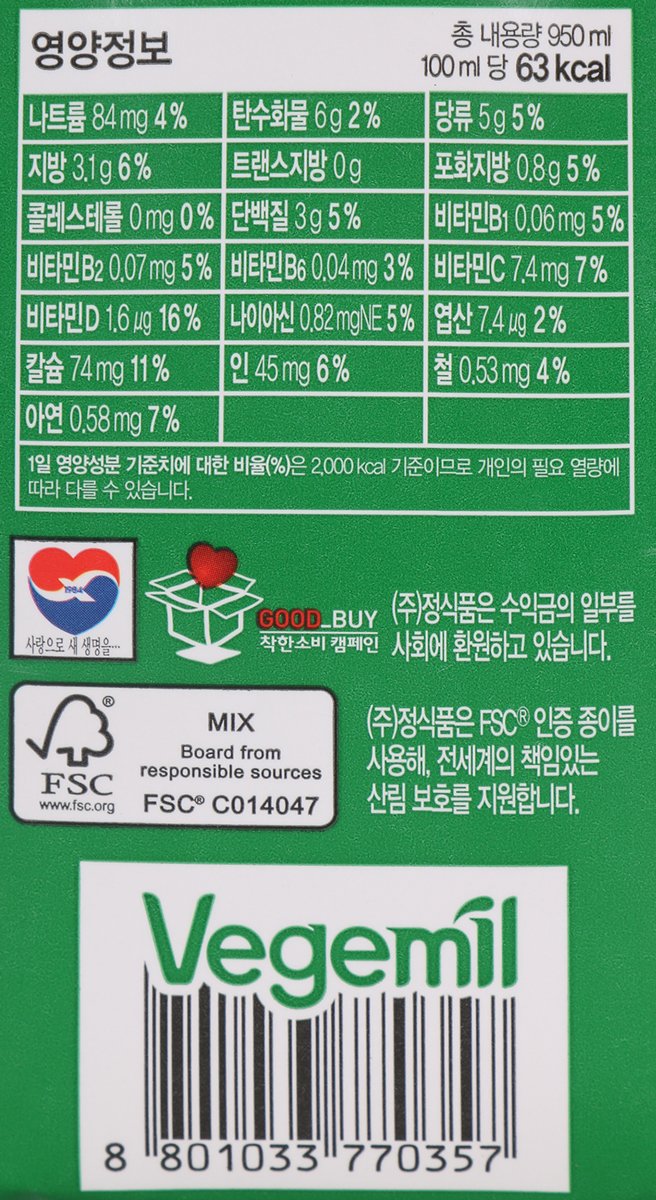 영양정보
총 내용량 950 ml
100 ml 당 63 kcal
나트륨 84 mg 4% 탄수화물 6 g 2% 당류 5 g 5%
지방 3.1 g 6% 트랜스지방 0 g 포화지방 0.8 g 5%
콜레스테롤 0 mg 0% 단백질 3 g 5% 비타민B1 0.06 mg 5%
비타민B2 0.07 mg 5% 비타민B6 0.04 mg 3% 비타민C 7.4 mg 7%
비타민D 1.6 μg 16% 나이아신 0.82 mgNE 5% 엽산 7.4 μg 2%
칼슘 74 mg 11% 인 45 mg 6% 철 0.53 mg 4%
아연 0.58 mg 7%
1일 영양성분 기준치에 대한 비율(%)은 2,000 kcal 기준이므로 개인의 필요 열량에
따라 다를 수 있습니다.
1984
사랑으로 새 생명을…
GOOD_BUY
착한소비 캠페인
(주)정식품은 수익금의 일부를
사회에 환원하고 있습니다.
FSC
www.fsc.org
MIX
Board from
responsible sources
FSC® C014047
(주)정식품은 FSC® 인증 종이를
사용해, 전세계의 책임있는
산림 보호를 지원합니다.
Vegemil
8 801033 770357